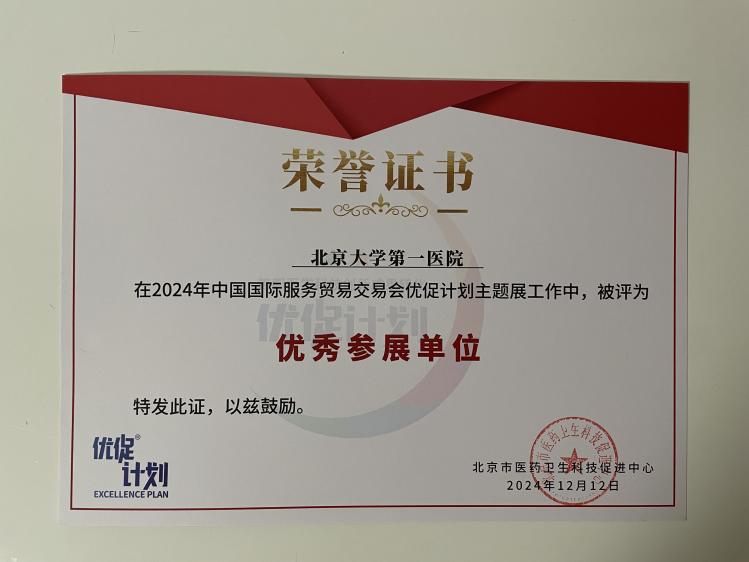 荣誉证书
北京大学第一医院
在2024年中国国际服务贸易交易会优促计划主题展工作中，被评为
优促计划
优秀参展单位
特发此证，以兹鼓励。
优促®
计划
EXCELLENCE PLAN
北京市医药卫生科技促进中心
2024年12月12日